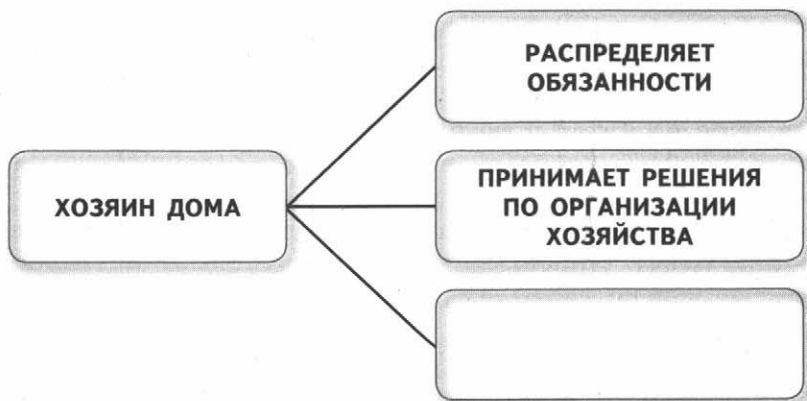 РАСПРЕДЕЛЯЕТ
ОБЯЗАННОСТИ
ХОЗЯИН ДОМА
ПРИНИМАЕТ РЕШЕНИЯ
ПО ОРГАНИЗАЦИИ
ХОЗЯЙСТВА